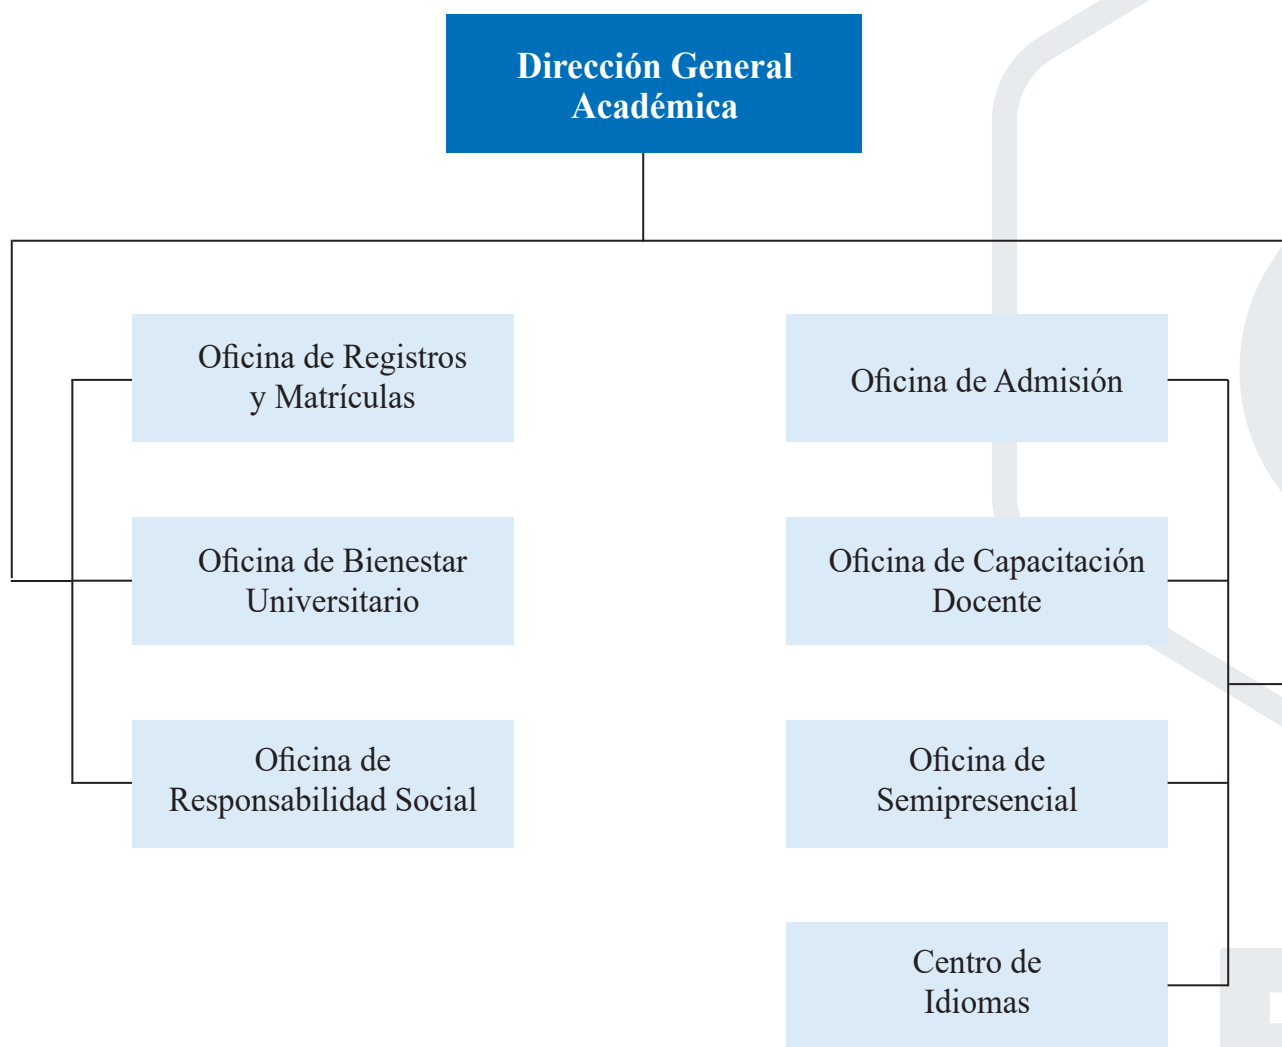 Dirección General
Académica
Oficina de Registros
y Matrículas
Oficina de Admisión
Oficina de Bienestar
Universitario
Oficina de Capacitación
Docente
Oficina de
Responsabilidad Social
Oficina de
Semipresencial
Centro de
Idiomas